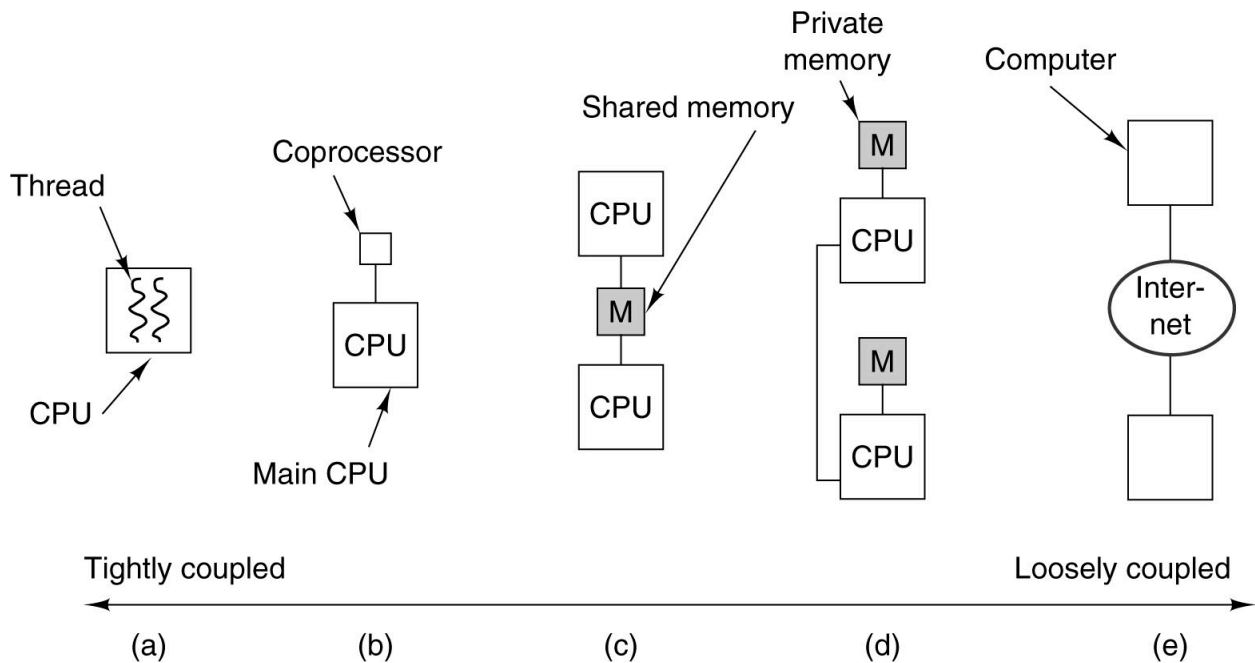 Thread
CPU
Coprocessor
CPU
Main CPU
Shared memory
CPU
M
CPU
Private
memory
M
CPU
M
CPU
Computer
Inter-
net
Tightly coupled
Loosely coupled
(a)
(b)
(c)
(d)
(e)